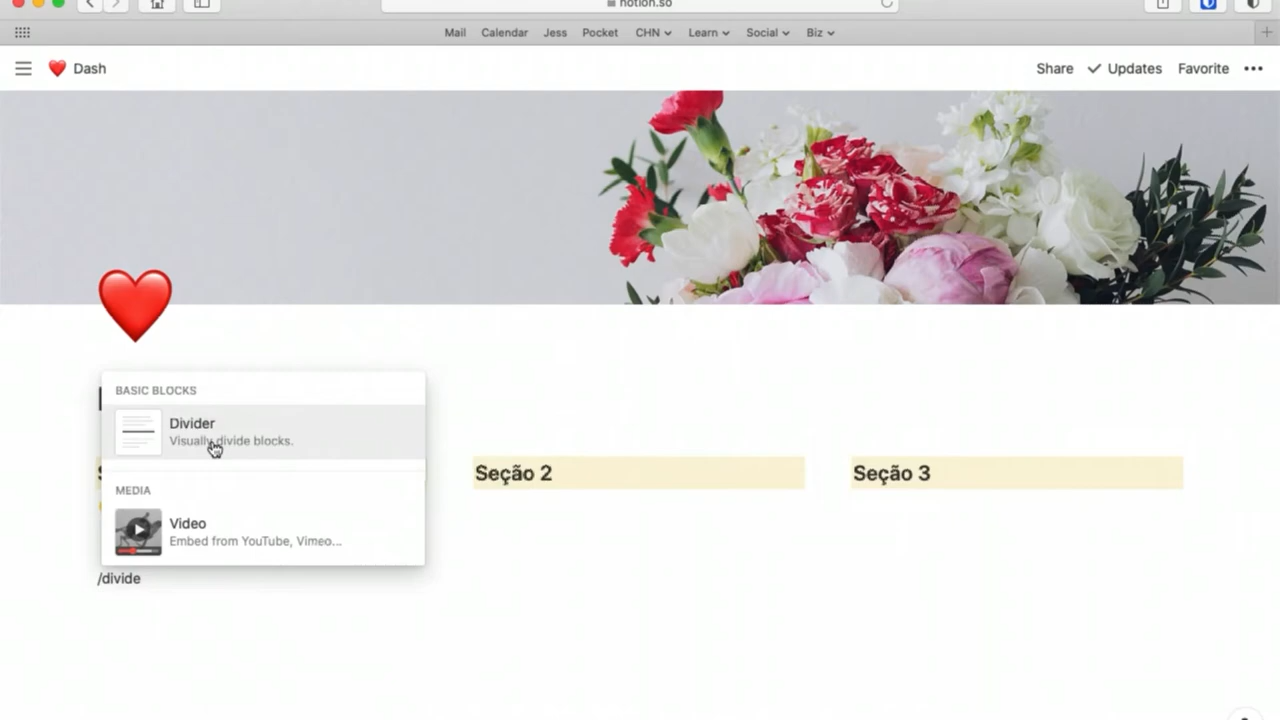 notion.so
Mail Calendar Jess Pocket CHN Learn Social Biz
Dash
Share Updates Favorite
BASIC BLOCKS
Divider
Visually divide blocks.
Seção 2
Seção 3
MEDIA
Video
Embed from YouTube, Vimeo...
/divide